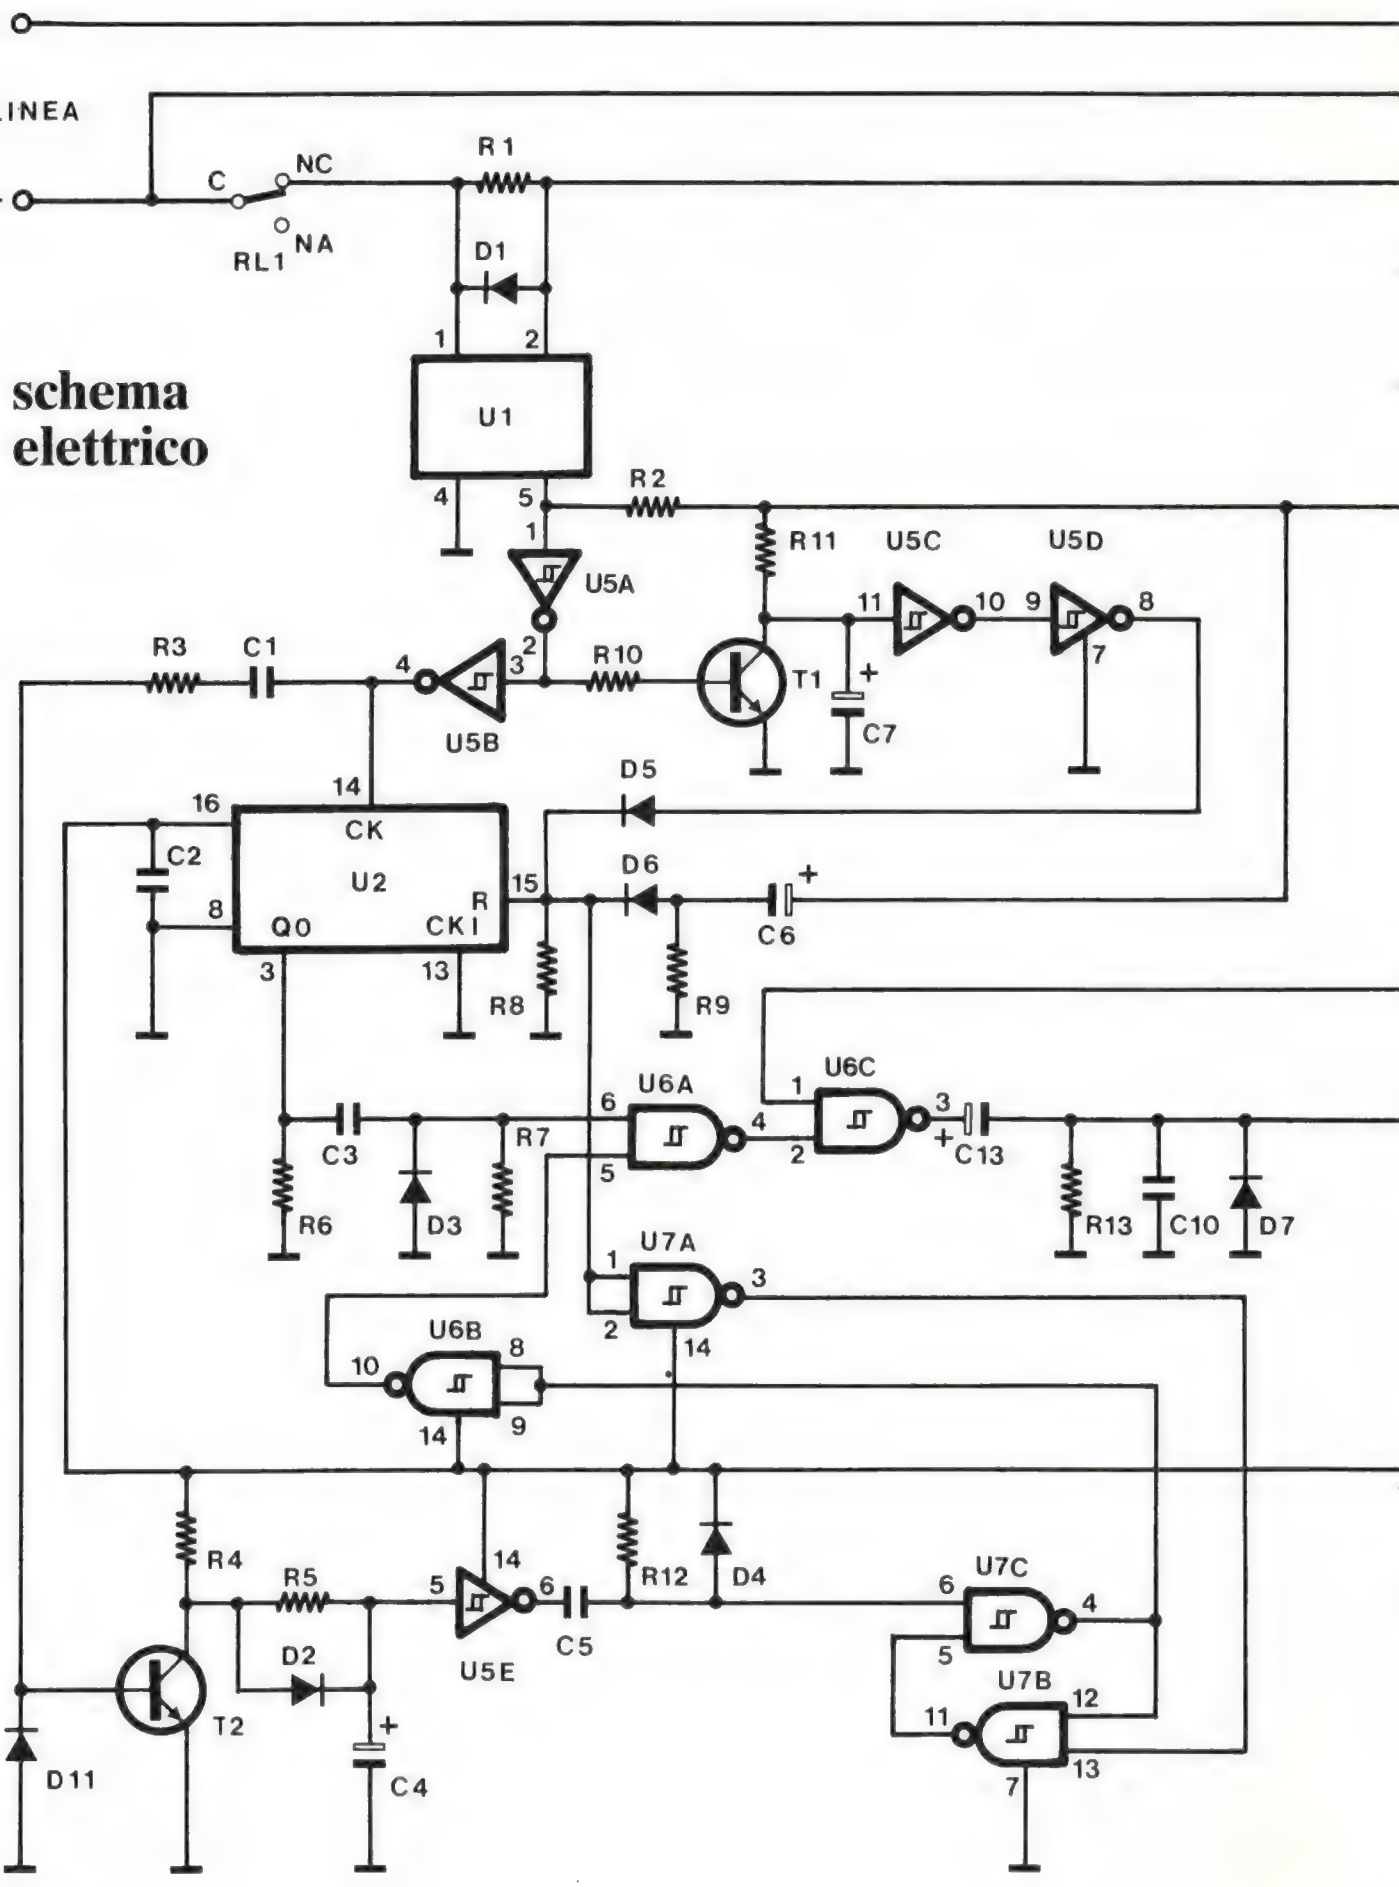 LINEA
R1
C
NC
NA
RL1
D1
1
2
schema
elettrico
U1
4
5
R2
1
R11
U5C
U5D
U5A
11
10
9
8
2
7
R3
C1
4
3
R10
T1
+
C7
U5B
D5
14
16
CK
C2
U2
D6
+
15
R
8
Q0
CKI
C6
3
13
R8
R9
U6C
U6A
1
6
3
4
R7
+
C13
C3
5
2
R6
D3
R13
C10
D7
U7A
1
3
U6B
2
14
8
10
9
14
R4
14
R12
D4
U7C
R5
5
6
6
4
C5
D2
U5E
5
U7B
12
T2
+
11
D11
C4
7
13